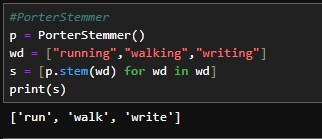 #PorterStemmer
p = PorterStemmer()
wd = ["running","walking","writing"]
s = [p.stem(wd) for wd in wd]
print(s)
['run', 'walk', 'write']